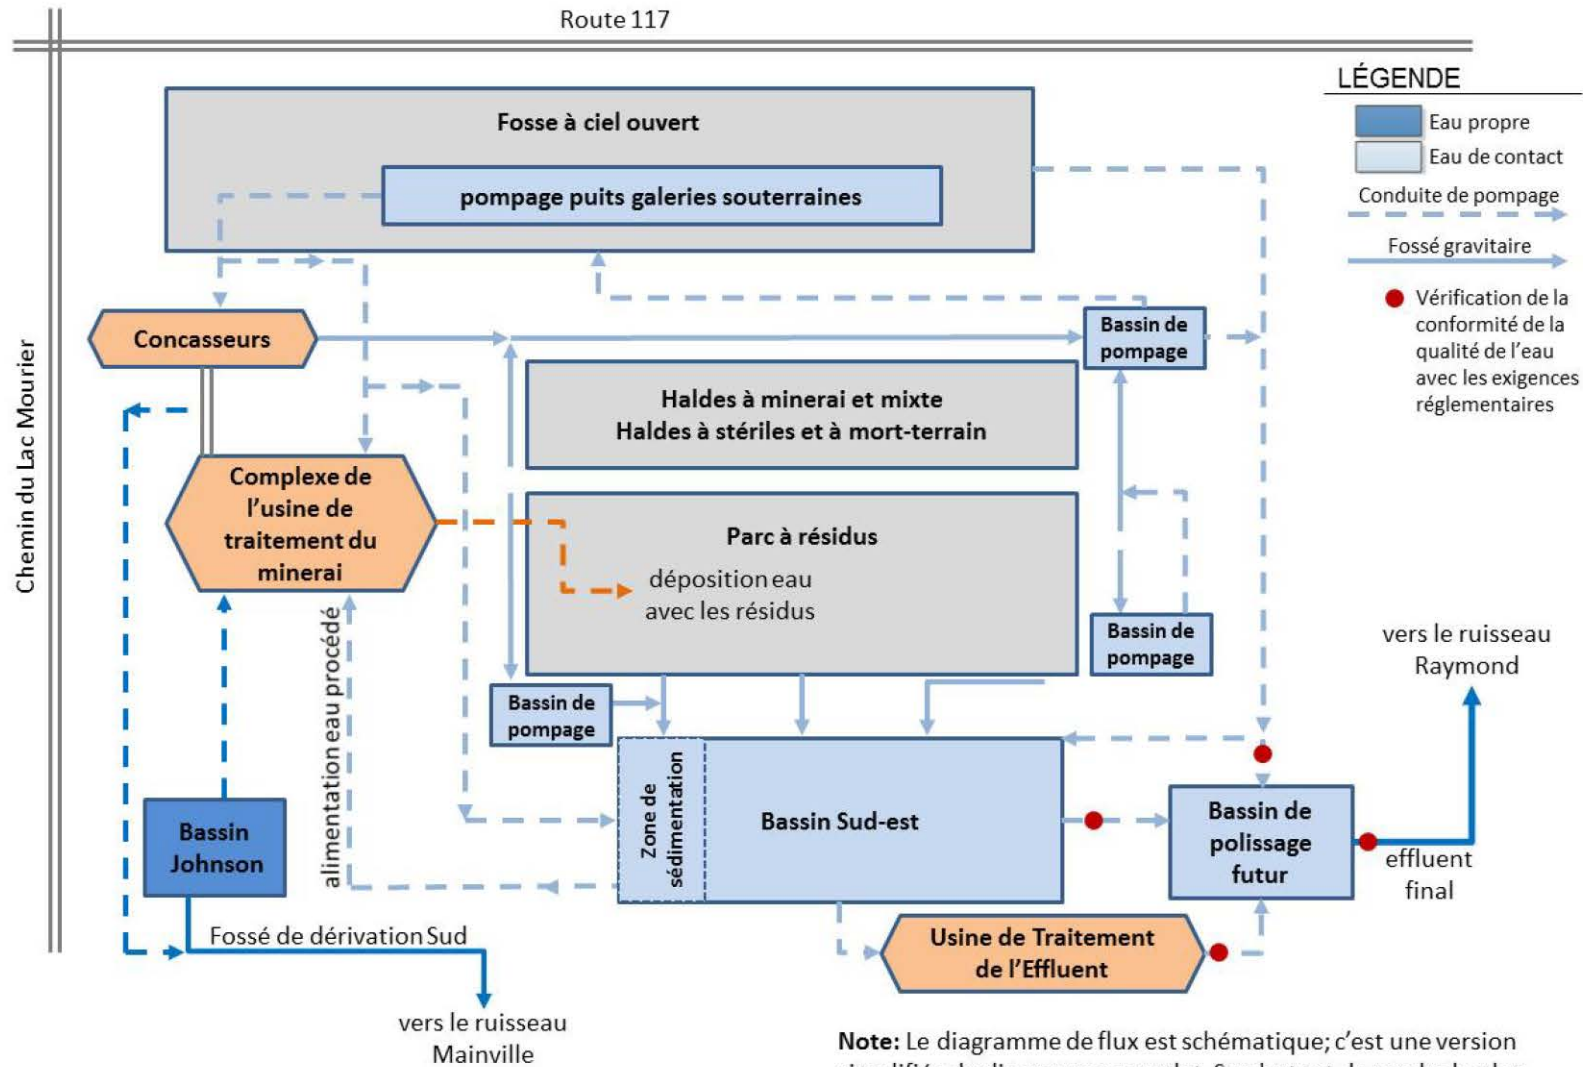 Route 117
Chemin du Lac Mourier
Fosse à ciel ouvert
pompage puits galeries souterraines
LÉGENDE
Eau propre
Eau de contact
Conduite de pompage
Fossé gravitaire
Vérification de la
conformité de la
qualité de l'eau
avec les exigences
réglementaires
Concasseurs
Bassin de
pompage
Haldes à minerai et mixte
Haldes à stériles et à mort-terrain
Complexe de
l'usine de
traitement du
minerai
Parc à résidus
déposition eau
avec les résidus
Bassin de
pompage
vers le ruisseau
Raymond
alimentation eau procédé
Bassin de
pompage
Zone de
sédimentation
Bassin Sud-est
Bassin de
polissage
futur
effluent
final
Bassin
Johnson
Fossé de dérivation Sud
Usine de Traitement
de l'Effluent
vers le ruisseau
Mainville
Note: Le diagramme de flux est schématique; c'est une version